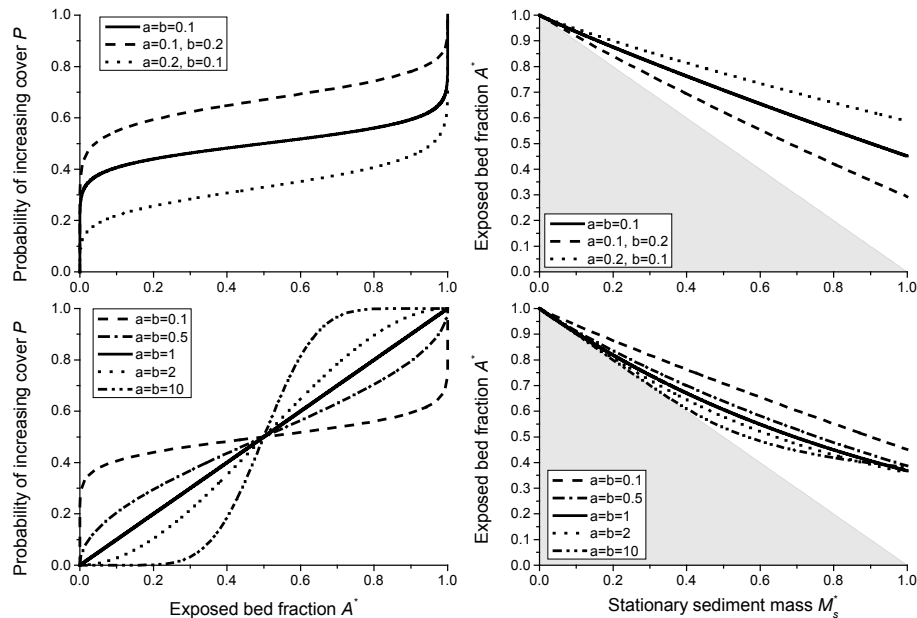 Probability of increasing cover P
1.0
0.8
0.6
0.4
0.2
0.0
a=b=0.1
a=0.1, b=0.2
a=0.2, b=0.1
0.0 0.2 0.4 0.6 0.8 1.0
Exposed bed fraction A*
1.0
0.9
0.8
0.7
0.6
0.5
0.4
0.3
0.2
0.1
0.0
a=b=0.1
a=0.1, b=0.2
a=0.2, b=0.1
0.0 0.2 0.4 0.6 0.8 1.0
Probability of increasing cover P
1.0
0.8
0.6
0.4
0.2
0.0
a=b=0.1
a=b=0.5
a=b=1
a=b=2
a=b=10
0.0 0.2 0.4 0.6 0.8 1.0
Exposed bed fraction A*
Exposed bed fraction A*
1.0
0.9
0.8
0.7
0.6
0.5
0.4
0.3
0.2
0.1
0.0
a=b=0.1
a=b=0.5
a=b=1
a=b=2
a=b=10
0.0 0.2 0.4 0.6 0.8 1.0
Stationary sediment mass M*s